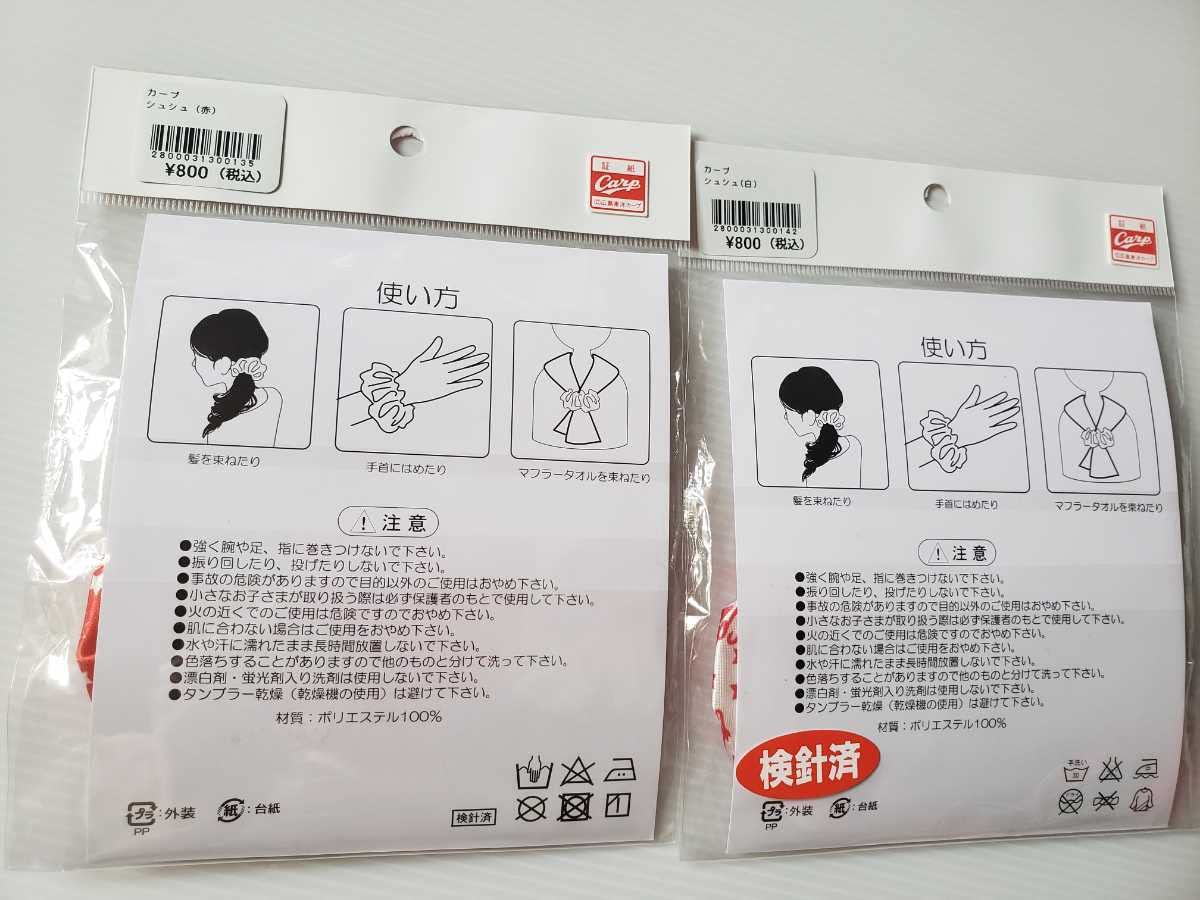 カープ
シュシュ（赤）
2800031300135
¥800（税込）
証 紙
Carp
(C)広島東洋カープ
使い方
髪を束ねたり
手首にはめたり
マフラータオルを束ねたり
注意
●強く腕や足、指に巻きつけないで下さい。
●振り回したり、投げたりしないで下さい。
●事故の危険がありますので目的以外のご使用はおやめ下さい。
●小さなお子さまが取り扱う際は必ず保護者のもとで使用して下さい。
●火の近くでのご使用は危険ですのでおやめ下さい。
●肌に合わない場合はご使用をおやめ下さい。
●水や汗に濡れたまま長時間放置しないで下さい。
●色落ちすることがありますので他のものと分けて洗って下さい。
●漂白剤・蛍光剤入り洗剤は使用しないで下さい。
●タンブラー乾燥（乾燥機の使用）は避けて下さい。
材質：ポリエステル100%
プラ：外装
PP
紙：台紙
検針済
カープ
シュシュ(白)
2800031300142
¥800（税込）
証 紙
Carp
(C)広島東洋カープ
使い方
髪を束ねたり
手首にはめたり
マフラータオルを束ねたり
注意
●強く腕や足、指に巻きつけないで下さい。
●振り回したり、投げたりしないで下さい。
●事故の危険がありますので目的以外のご使用はおやめ下さい。
●小さなお子さまが取り扱う際は必ず保護者のもとで使用して下さい。
●火の近くでのご使用は危険ですのでおやめ下さい。
●肌に合わない場合はご使用をおやめ下さい。
●水や汗に濡れたまま長時間放置しないで下さい。
●色落ちすることがありますので他のものと分けて洗って下さい。
●漂白剤・蛍光剤入り洗剤は使用しないで下さい。
●タンブラー乾燥（乾燥機の使用）は避けて下さい。
材質：ポリエステル100%
検針済
プラ：外装
PP
紙：台紙
手洗い
30